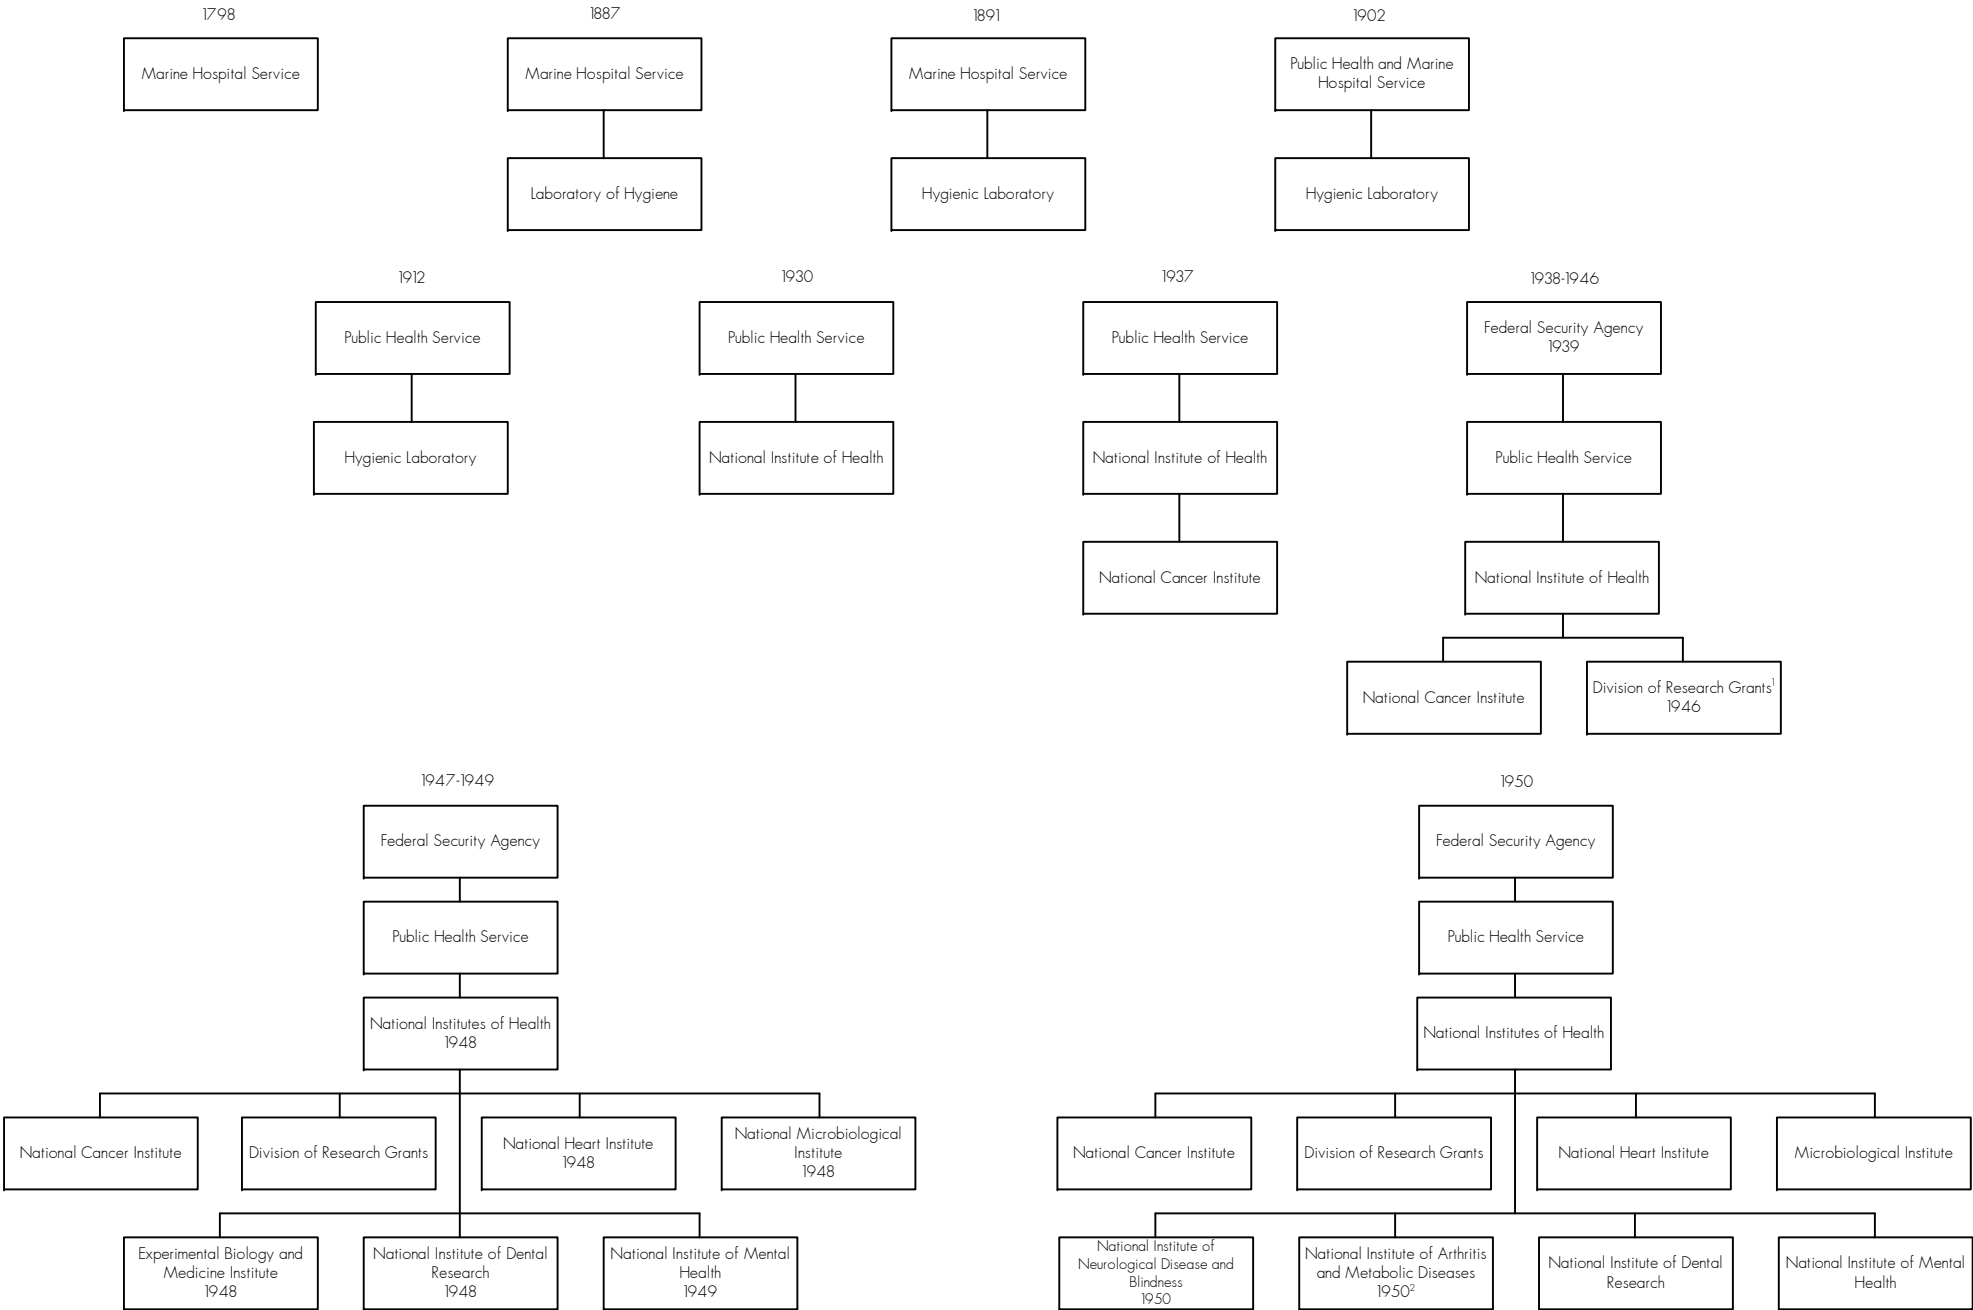 1798
Marine Hospital Service
1887
Marine Hospital Service
Laboratory of Hygiene
1891
Marine Hospital Service
Hygienic Laboratory
1902
Public Health and Marine
Hospital Service
Hygienic Laboratory
1912
Public Health Service
Hygienic Laboratory
1930
Public Health Service
National Institute of Health
1937
Public Health Service
National Institute of Health
National Cancer Institute
1938-1946
Federal Security Agency
1939
Public Health Service
National Institute of Health
National Cancer Institute
Division of Research Grants¹
1946
1947-1949
Federal Security Agency
Public Health Service
National Institutes of Health
1948
National Cancer Institute
Division of Research Grants
National Heart Institute
1948
National Microbiological
Institute
1948
Experimental Biology and
Medicine Institute
1948
National Institute of Dental
Research
1948
National Institute of Mental
Health
1949
1950
Federal Security Agency
Public Health Service
National Institutes of Health
National Cancer Institute
Division of Research Grants
National Heart Institute
Microbiological Institute
National Institute of
Neurological Disease and
Blindness
1950
National Institute of Arthritis
and Metabolic Diseases
1950²
National Institute of Dental
Research
National Institute of Mental
Health